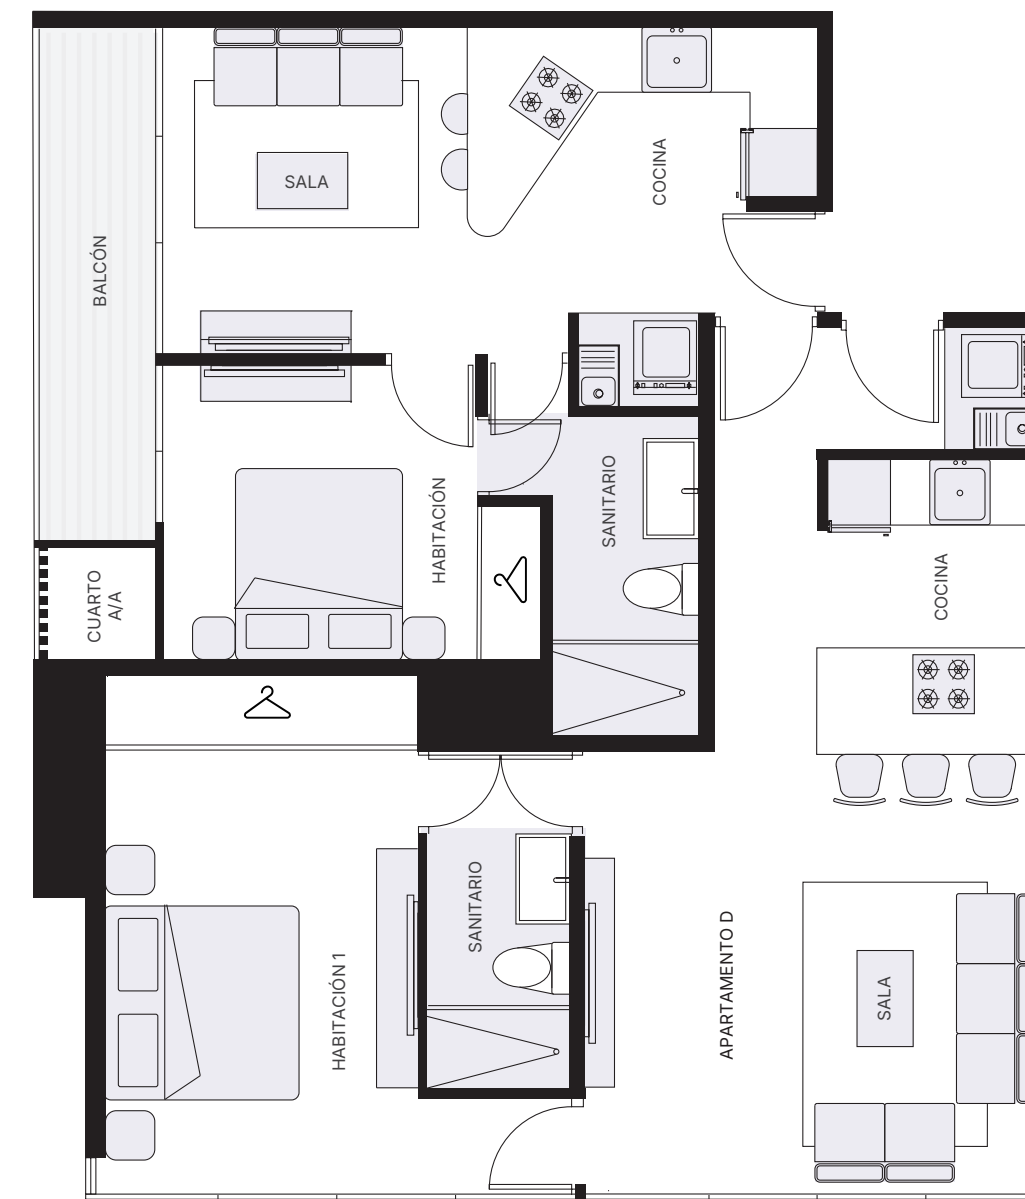 SALA
COCINA
BALCÓN
HABITACIÓN
SANITARIO
CUARTO
A/A
COCINA
SANITARIO
HABITACIÓN 1
APARTAMENTO D
SALA